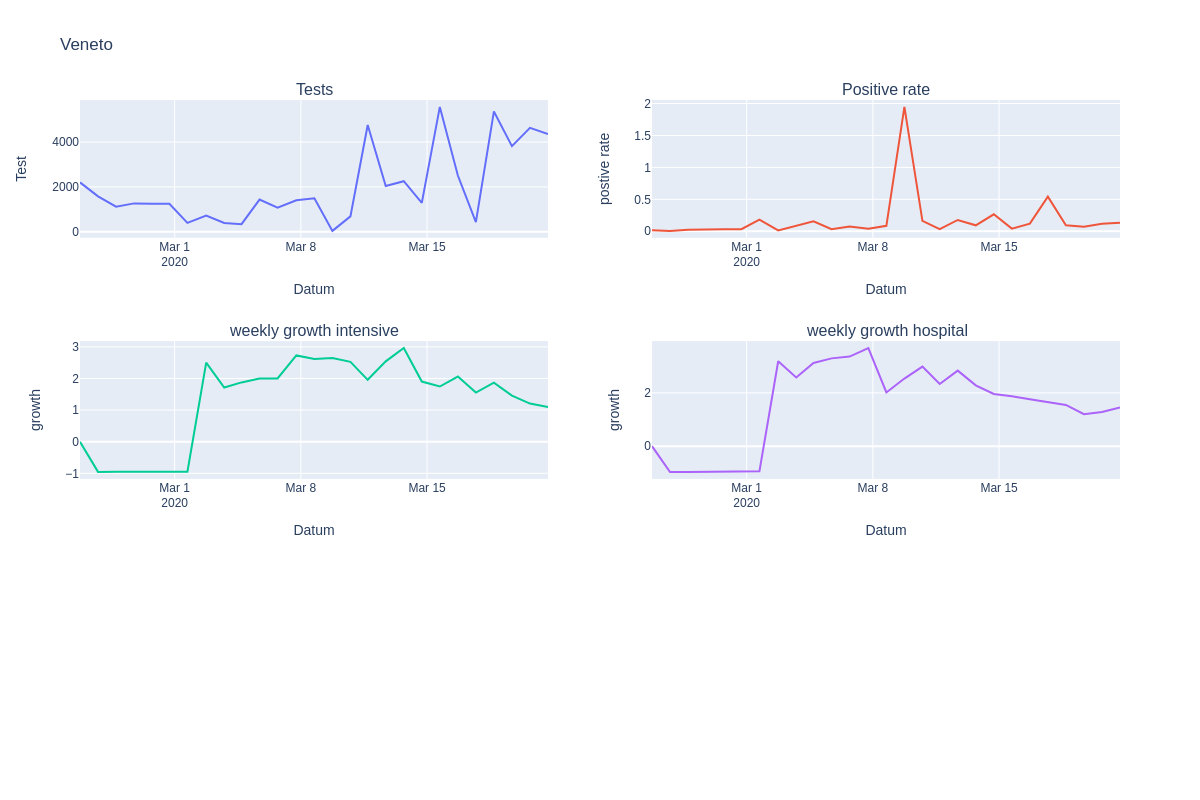 Veneto
Tests
Test
4000
2000
0
Mar 1
2020
Mar 8
Mar 15
Datum
Positive rate
postive rate
2
1.5
1
0.5
0
Mar 1
2020
Mar 8
Mar 15
Datum
weekly growth intensive
growth
3
2
1
0
−1
Mar 1
2020
Mar 8
Mar 15
Datum
weekly growth hospital
growth
2
0
Mar 1
2020
Mar 8
Mar 15
Datum